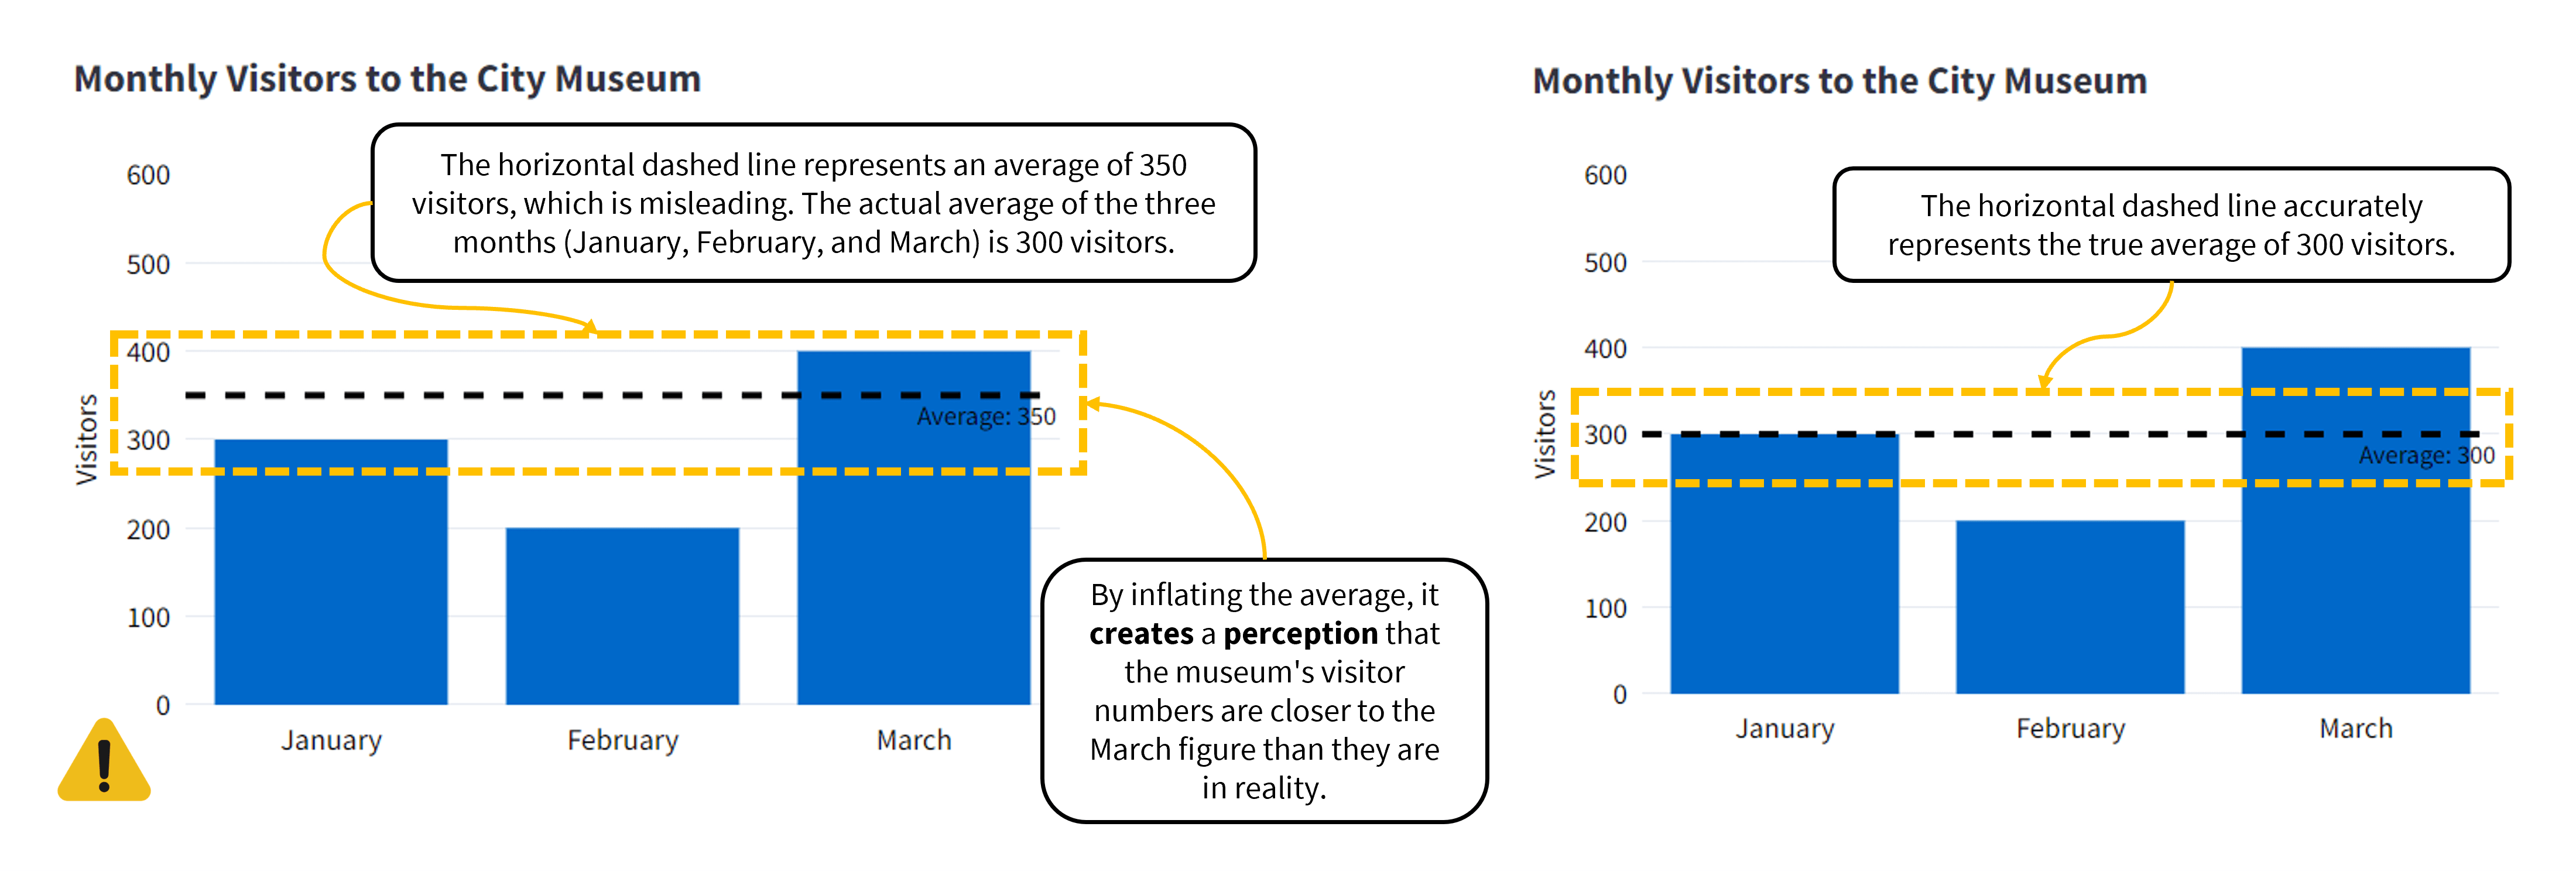 Monthly Visitors to the City Museum
The horizontal dashed line represents an average of 350
visitors, which is misleading. The actual average of the three
months (January, February, and March) is 300 visitors.
600
500
400
300
200
100
0
Visitors
Average: 350
January
February
March
By inflating the average, it
creates a perception that
the museum's visitor
numbers are closer to the
March figure than they are
in reality.
Monthly Visitors to the City Museum
The horizontal dashed line accurately
represents the true average of 300 visitors.
600
500
400
300
200
100
0
Visitors
Average: 300
January
February
March